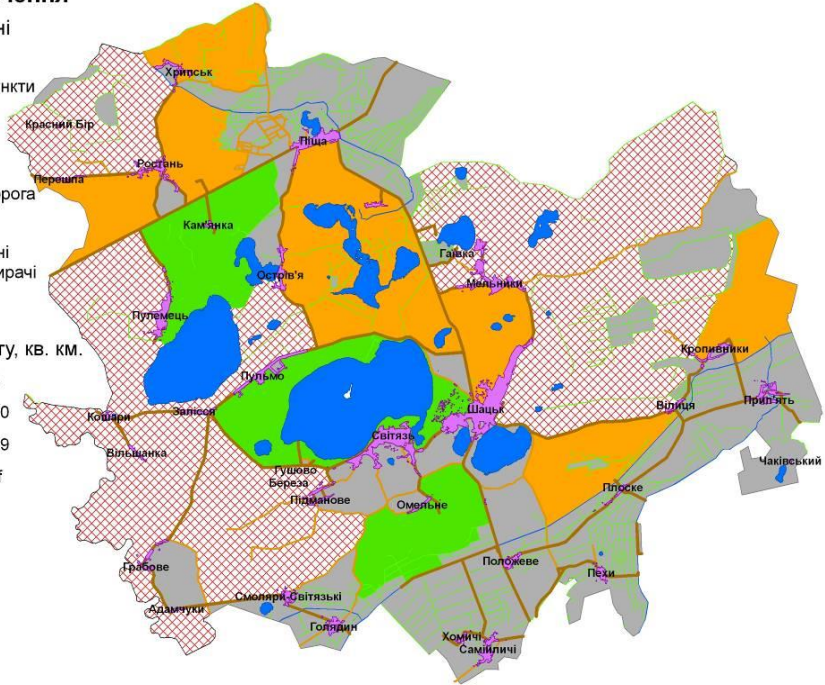 ні
нкти
орога
ні
ирачі
гу, кв. км.
0
9
f
Хрипськ
Красний Бір
Піща
Ростань
Перешпа
Кам'янка
Гаївка
Острів'я
Мельники
Пулемець
Кропивники
Пульмо
Прип'ять
Вілиця
Шацьк
Кошари
Залісся
Світязь
Вільшанка
Чаківський
Гушово
Береза
Плоске
Підманове
Омельне
Положеве
Грабове
Пехи
Смоляри-Світязькі
Адамчуки
Голядин
Хомичі
Самійличі